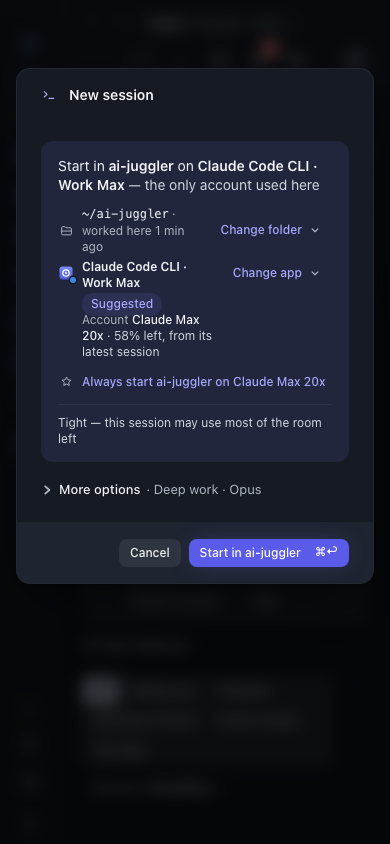 New session
Start in ai-juggler on Claude Code CLI ·
Work Max — the only account used here
~/ai-juggler ·
worked here 1 min
ago
Change folder
Claude Code CLI ·
Work Max
Change app
Suggested
Account Claude Max
20x · 58% left, from its
latest session
Always start ai-juggler on Claude Max 20x
Tight — this session may use most of the room
left
More options · Deep work · Opus
Cancel
Start in ai-juggler ⌘↩